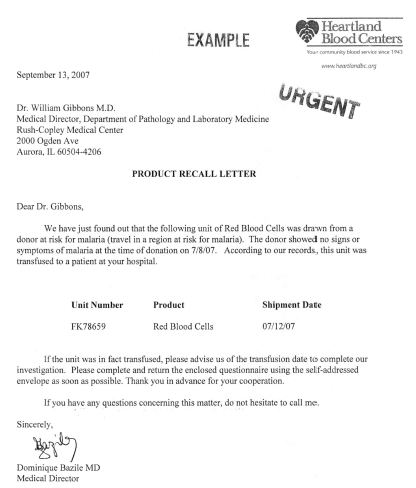 EXAMPLE
Heartland
Blood Centers
Your community blood service since 1943
www.heartlandbc.org
September 13, 2007
URGENT
Dr. William Gibbons M.D.
Medical Director, Department of Pathology and Laboratory Medicine
Rush-Copley Medical Center
2000 Ogden Ave
Aurora, IL 60504-4206
PRODUCT RECALL LETTER
Dear Dr. Gibbons,
We have just found out that the following unit of Red Blood Cells was drawn from a
donor at risk for malaria (travel in a region at risk for malaria). The donor showed no signs or
symptoms of malaria at the time of donation on 7/8/07. According to our records, this unit was
transfused to a patient at your hospital.
Unit Number Product Shipment Date
FK78659 Red Blood Cells 07/12/07
If the unit was in fact transfused, please advise us of the transfusion date to complete our
investigation. Please complete and return the enclosed questionnaire using the self-addressed
envelope as soon as possible. Thank you in advance for your cooperation.
If you have any questions concerning this matter, do not hesitate to call me.
Sincerely,
Bazile
Dominique Bazile MD
Medical Director